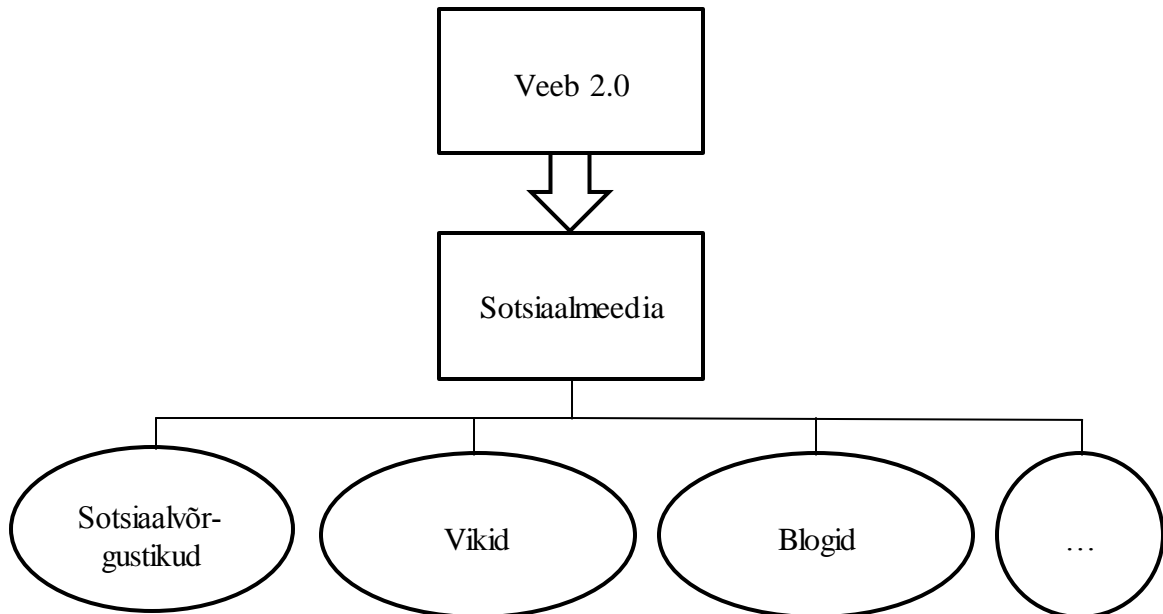 Veeb 2.0
Sotsiaalmeedia
Sotsiaalvõr-
gustikud
Vikid
Blogid
…